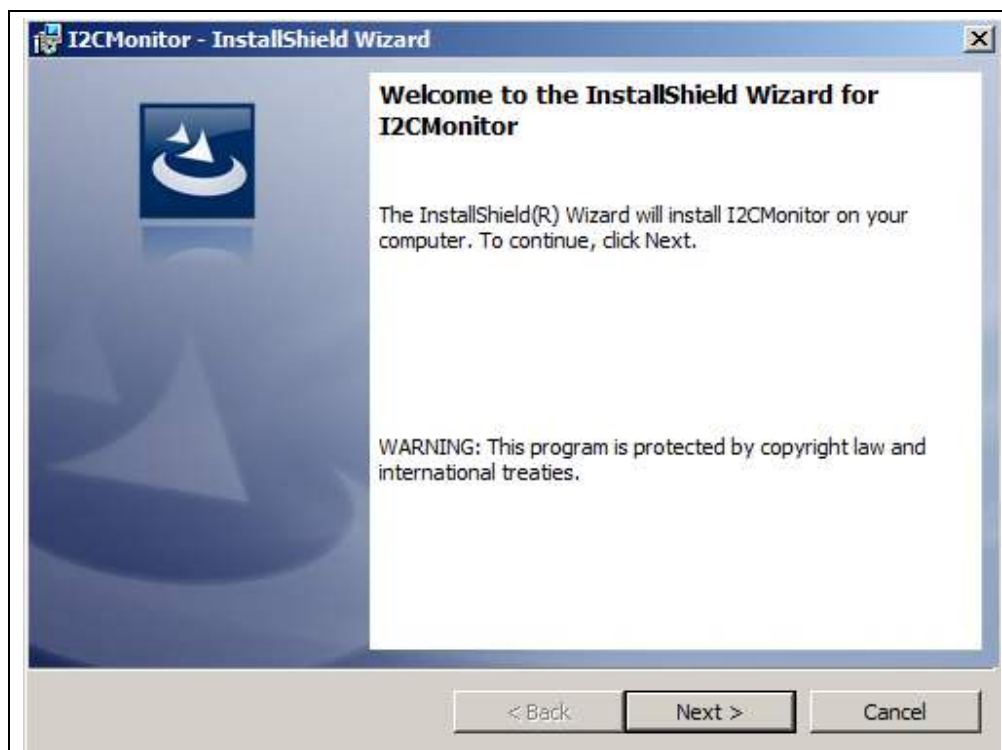 I2CMonitor - InstallShield Wizard
Welcome to the InstallShield Wizard for
I2CMonitor
The InstallShield(R) Wizard will install I2CMonitor on your
computer. To continue, click Next.
WARNING: This program is protected by copyright law and
international treaties.
< Back
Next >
Cancel